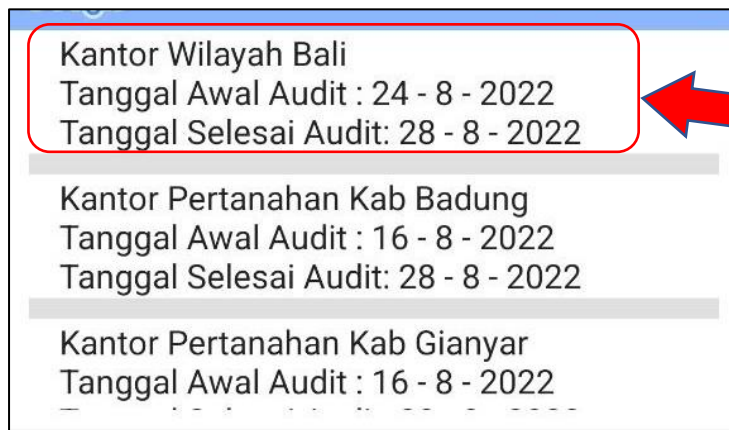 Kantor Wilayah Bali
Tanggal Awal Audit : 24 - 8 - 2022
Tanggal Selesai Audit: 28 - 8 - 2022
Kantor Pertanahan Kab Badung
Tanggal Awal Audit : 16 - 8 - 2022
Tanggal Selesai Audit: 28 - 8 - 2022
Kantor Pertanahan Kab Gianyar
Tanggal Awal Audit : 16 - 8 - 2022